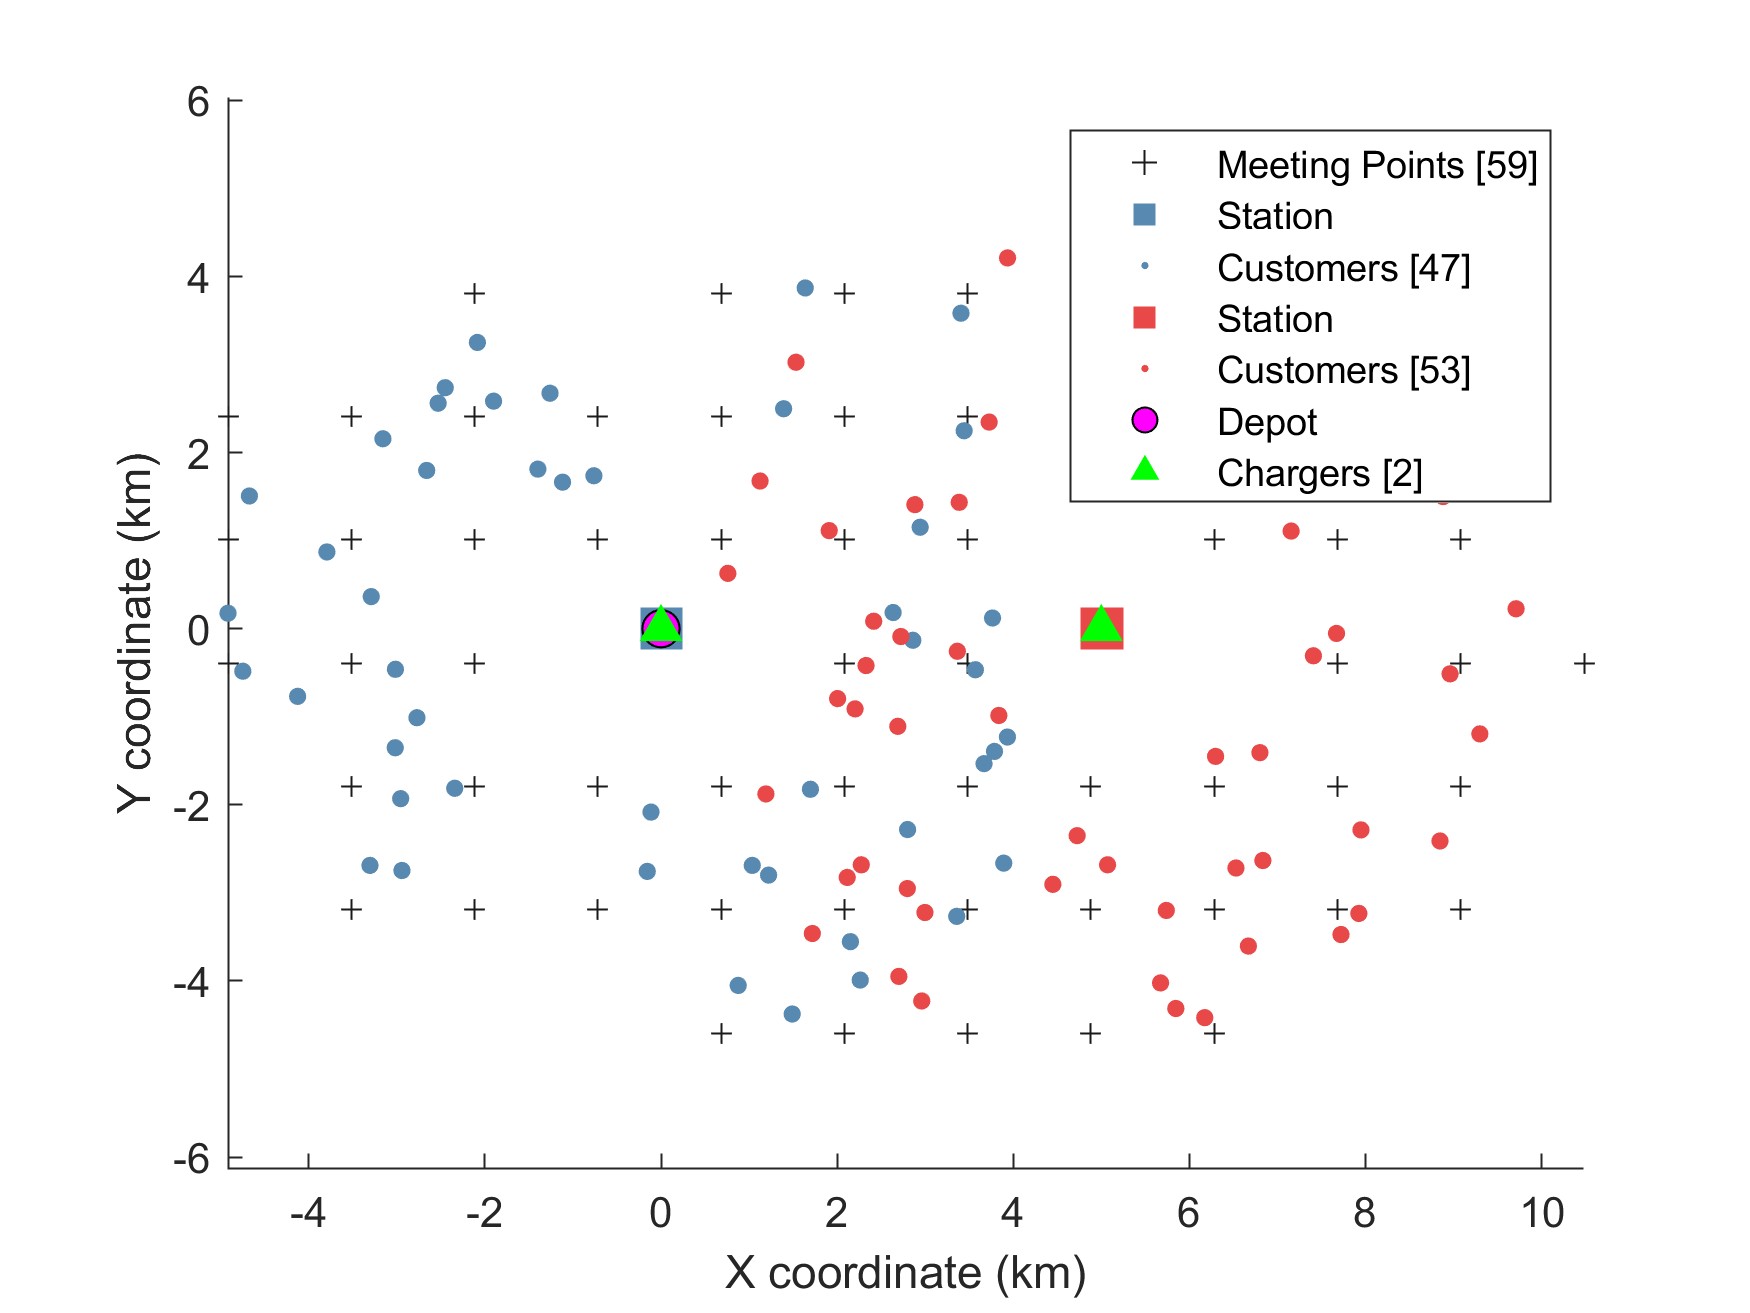 6
4
2
0
-2
-4
-6
Y coordinate (km)
Meeting Points [59]
Station
Customers [47]
Station
Customers [53]
Depot
Chargers [2]
-4 -2 0 2 4 6 8 10
X coordinate (km)